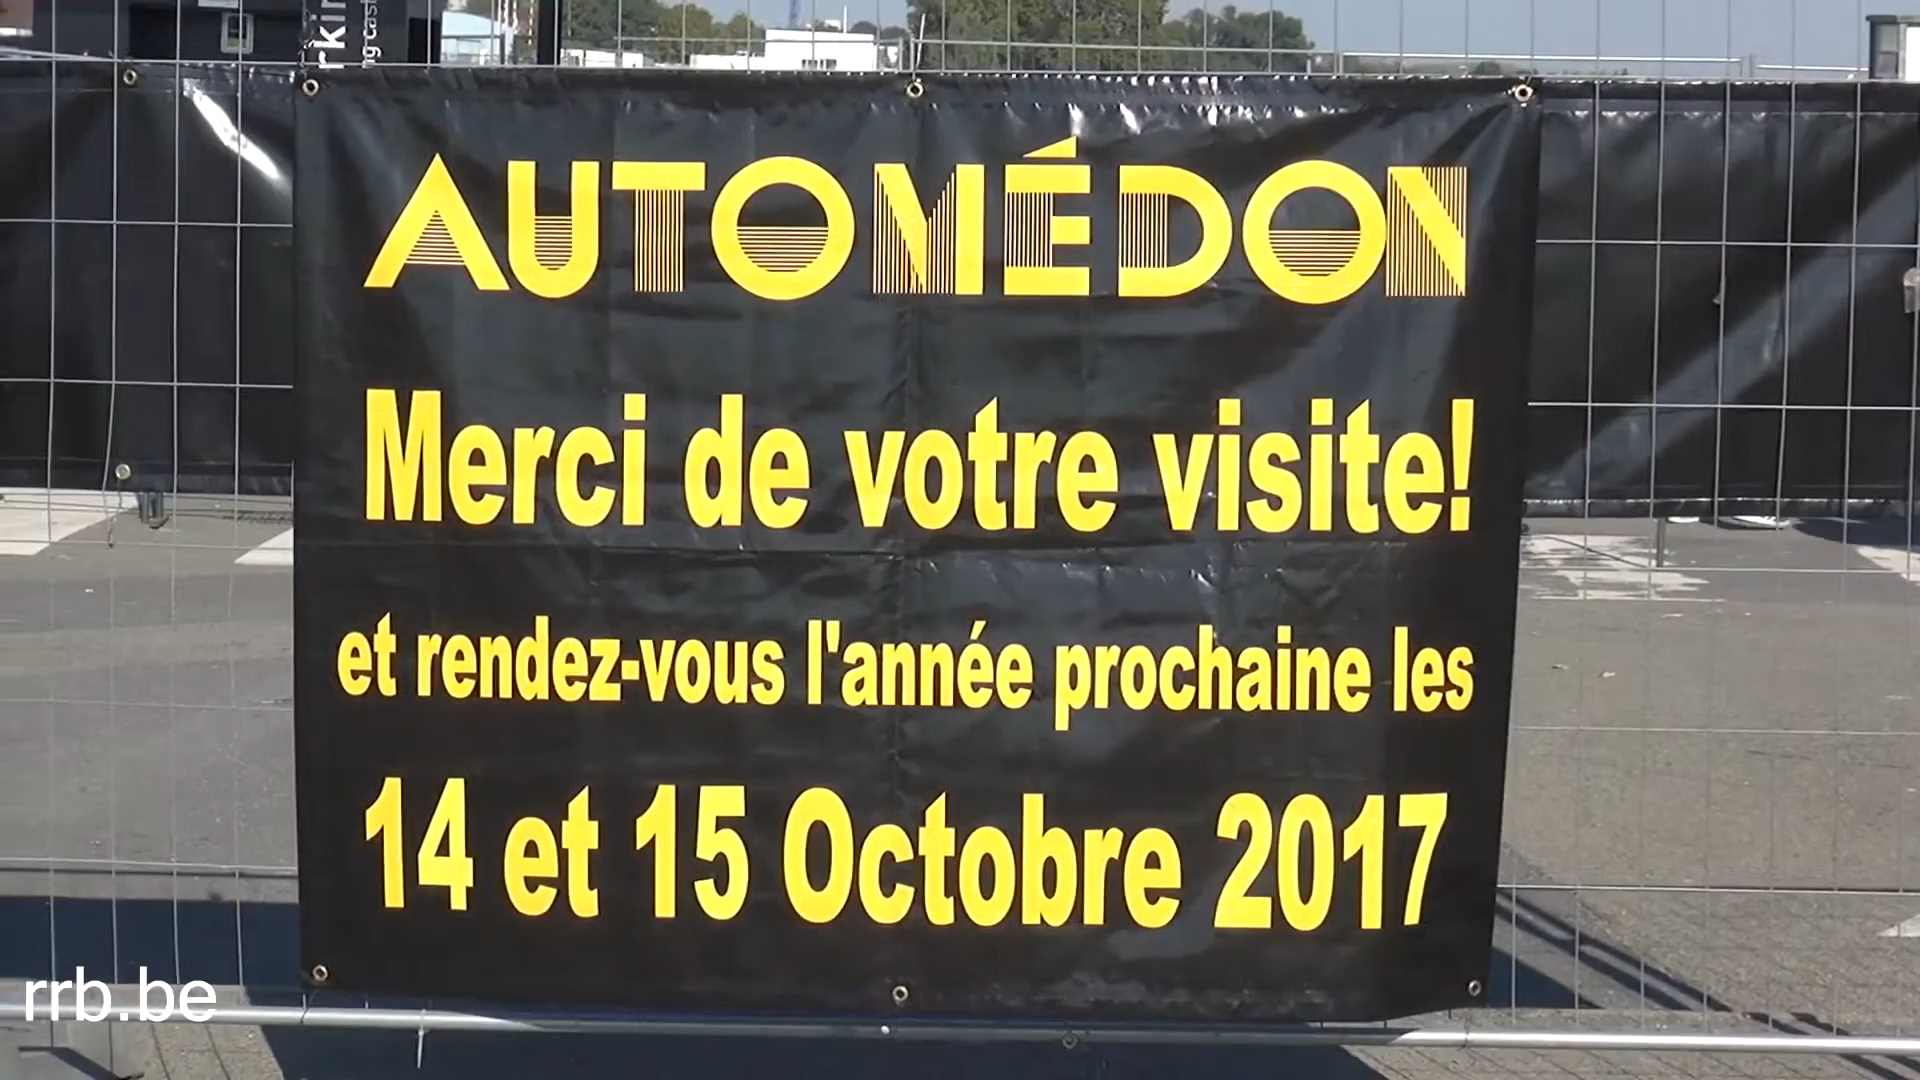 AUTOMÉDON
Merci de votre visite!
et rendez-vous l'année prochaine les
14 et 15 Octobre 2017
rrb.be